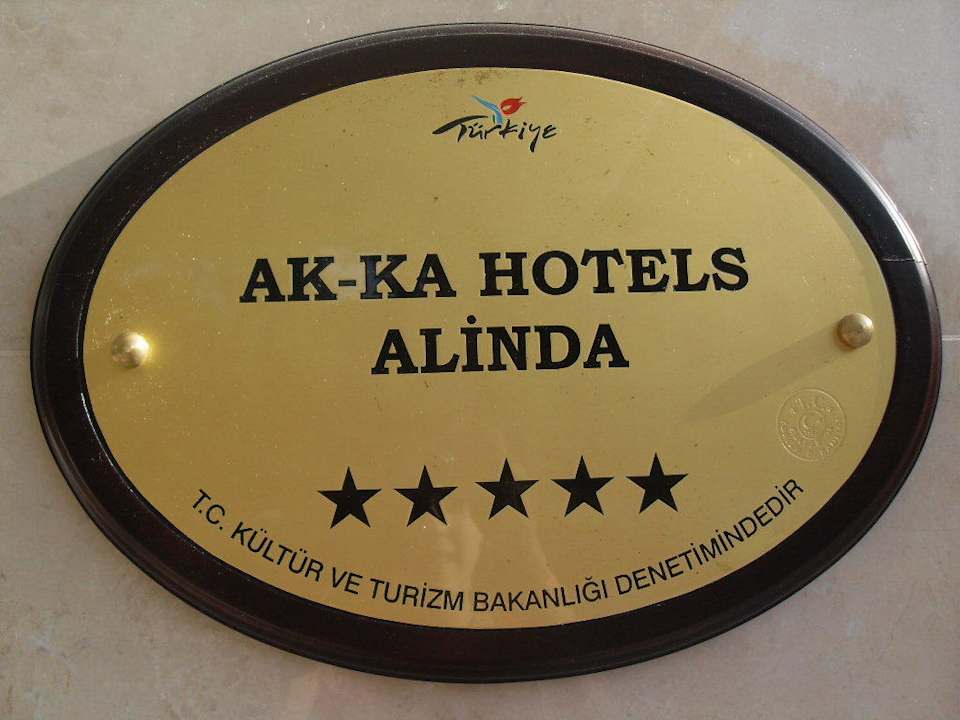 Türkiye
AK-KA HOTELS
ALİNDA
T.C. KÜLTÜR VE TURİZM BAKANLIĞI DENETİMİNDEDİR